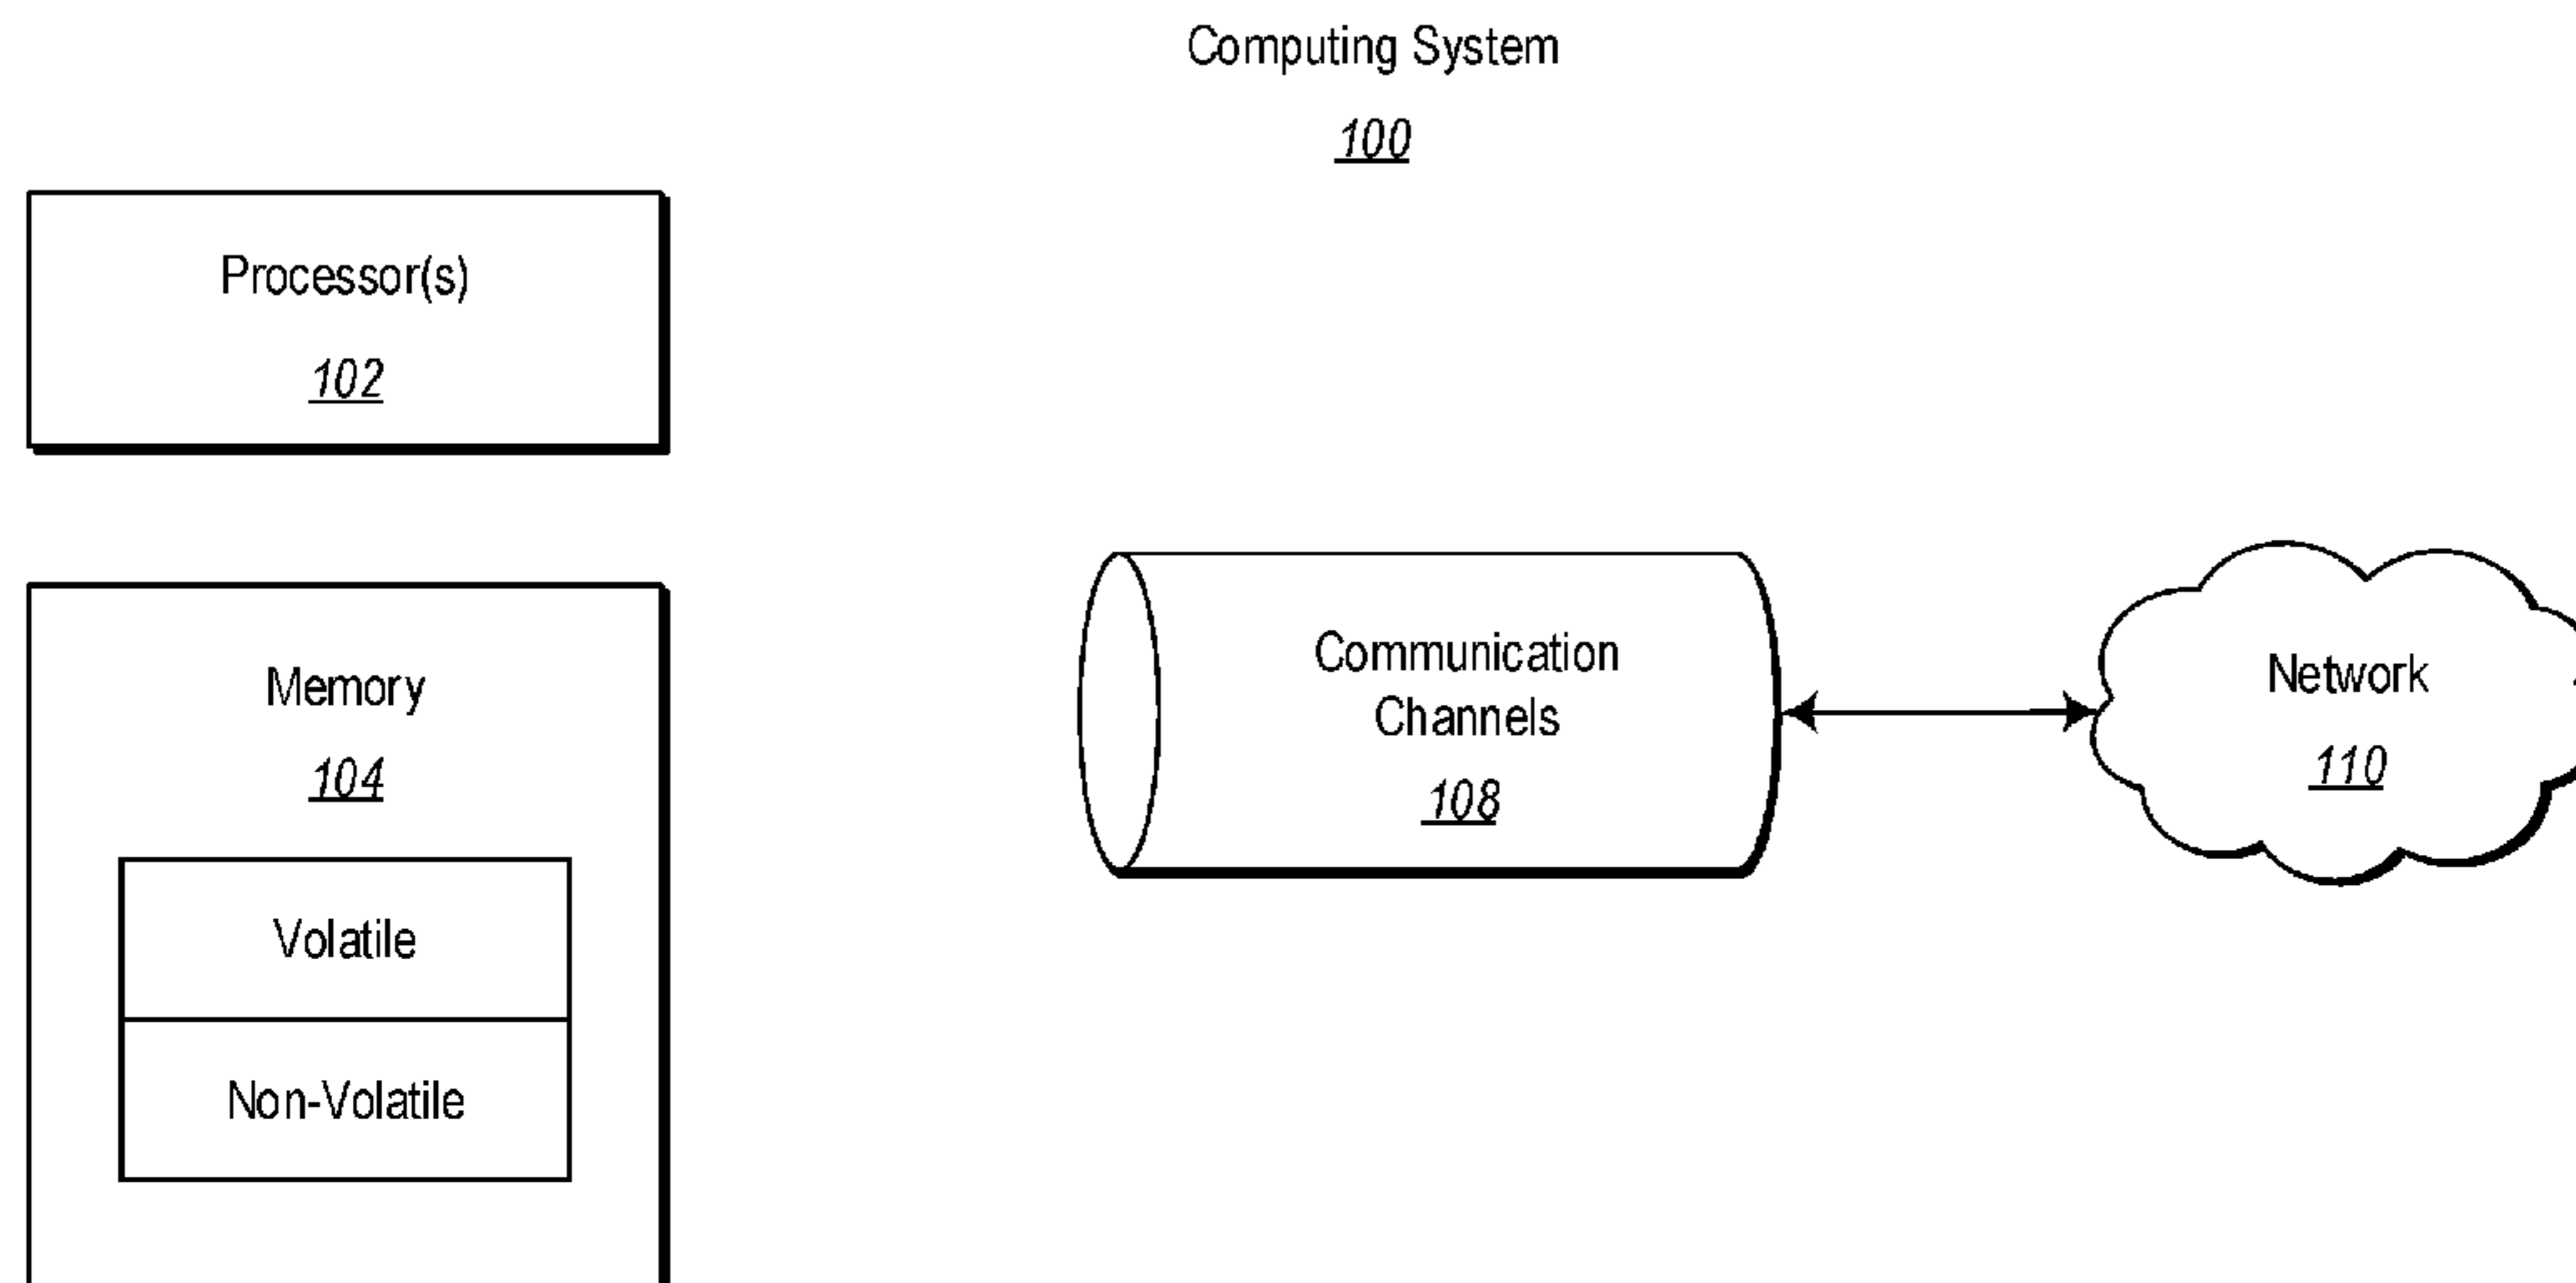 Computing System
100
Processor(s)
102
Memory
104
Volatile
Non-Volatile
Communication
Channels
108
Network
110